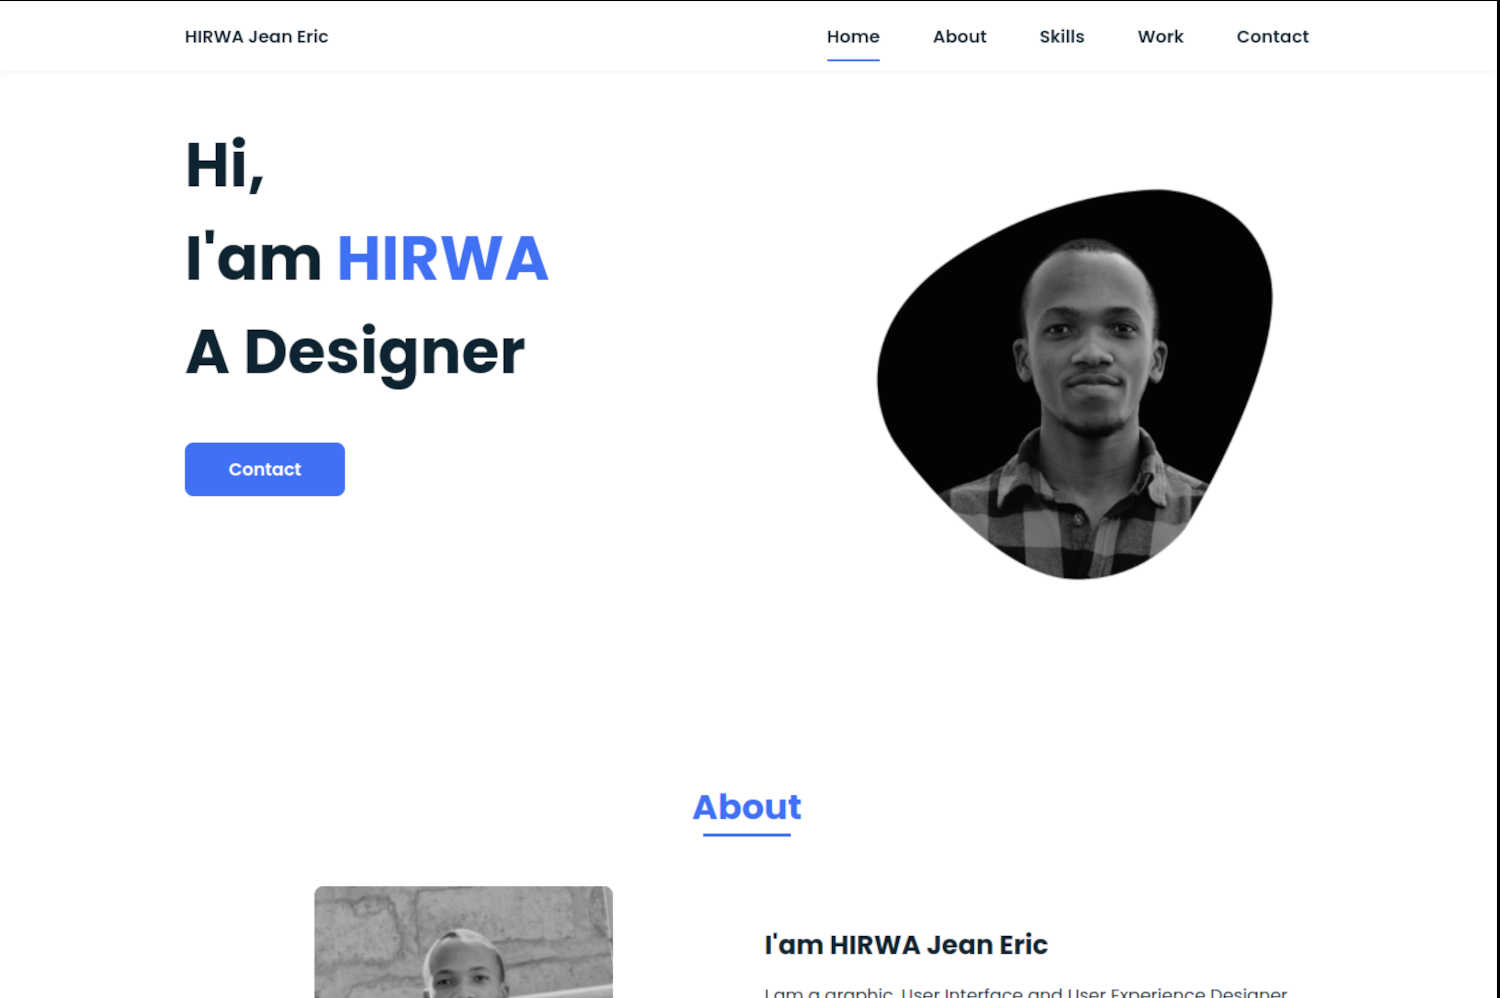 HIRWA Jean Eric
Home About Skills Work Contact
Hi,
I'am HIRWA
A Designer
Contact
About
I'am HIRWA Jean Eric
I am a graphic, User Interface and User Experience Designer